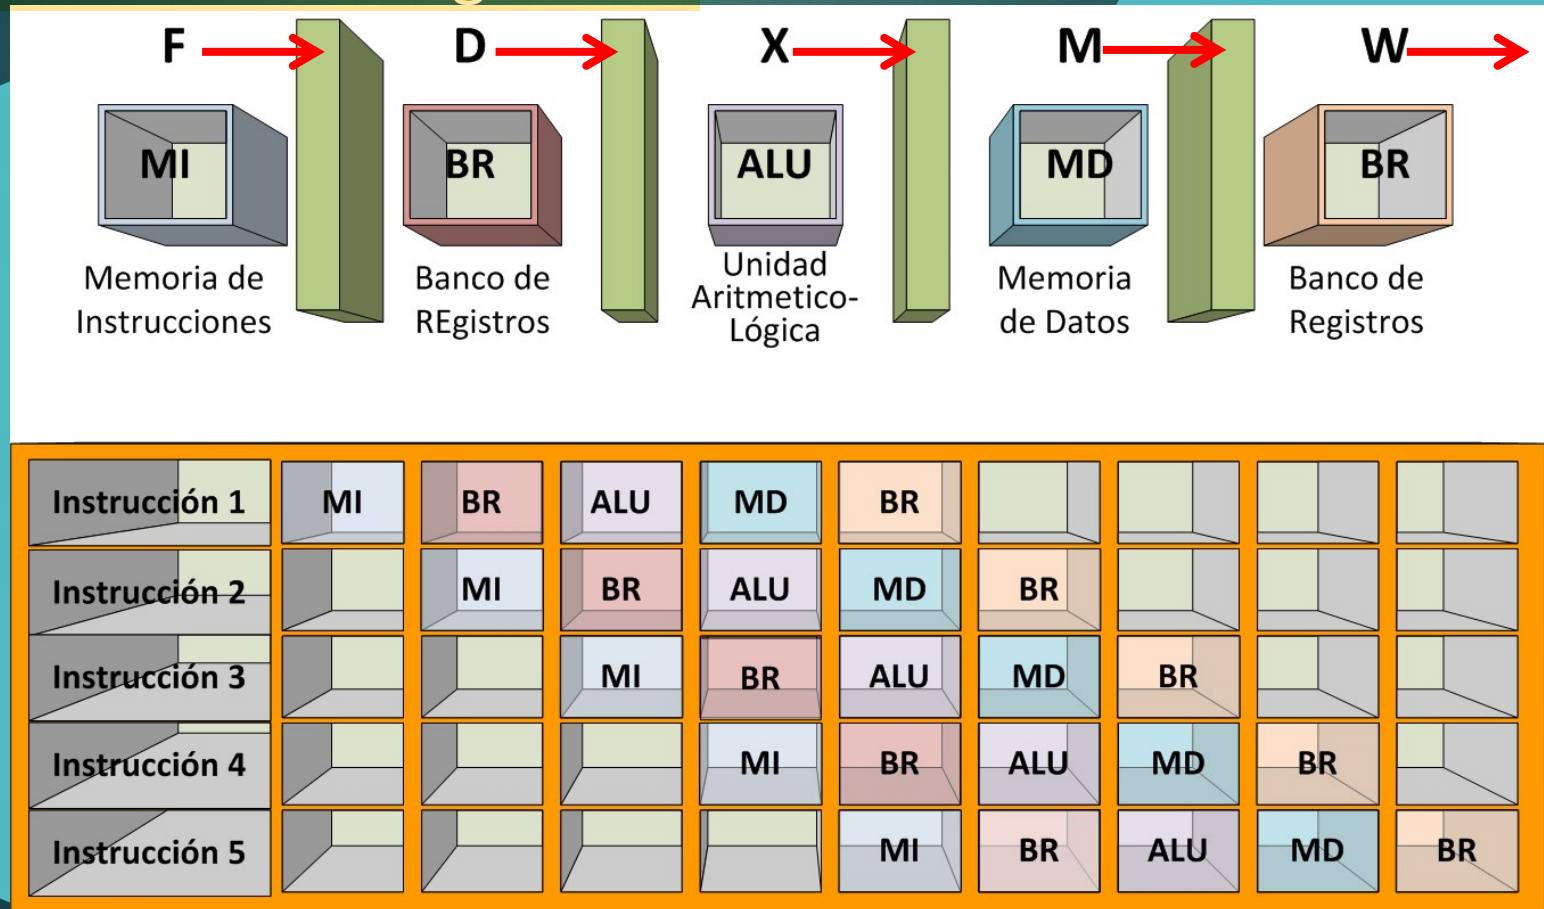 F D X M W
MI BR ALU MD BR
Memoria de
Instrucciones
Banco de
REgistros
Unidad
Aritmetico-
Lógica
Memoria
de Datos
Banco de
Registros
Instrucción 1 MI BR ALU MD BR
Instrucción 2 MI BR ALU MD BR
Instrucción 3 MI BR ALU MD BR
Instrucción 4 MI BR ALU MD BR
Instrucción 5 MI BR ALU MD BR